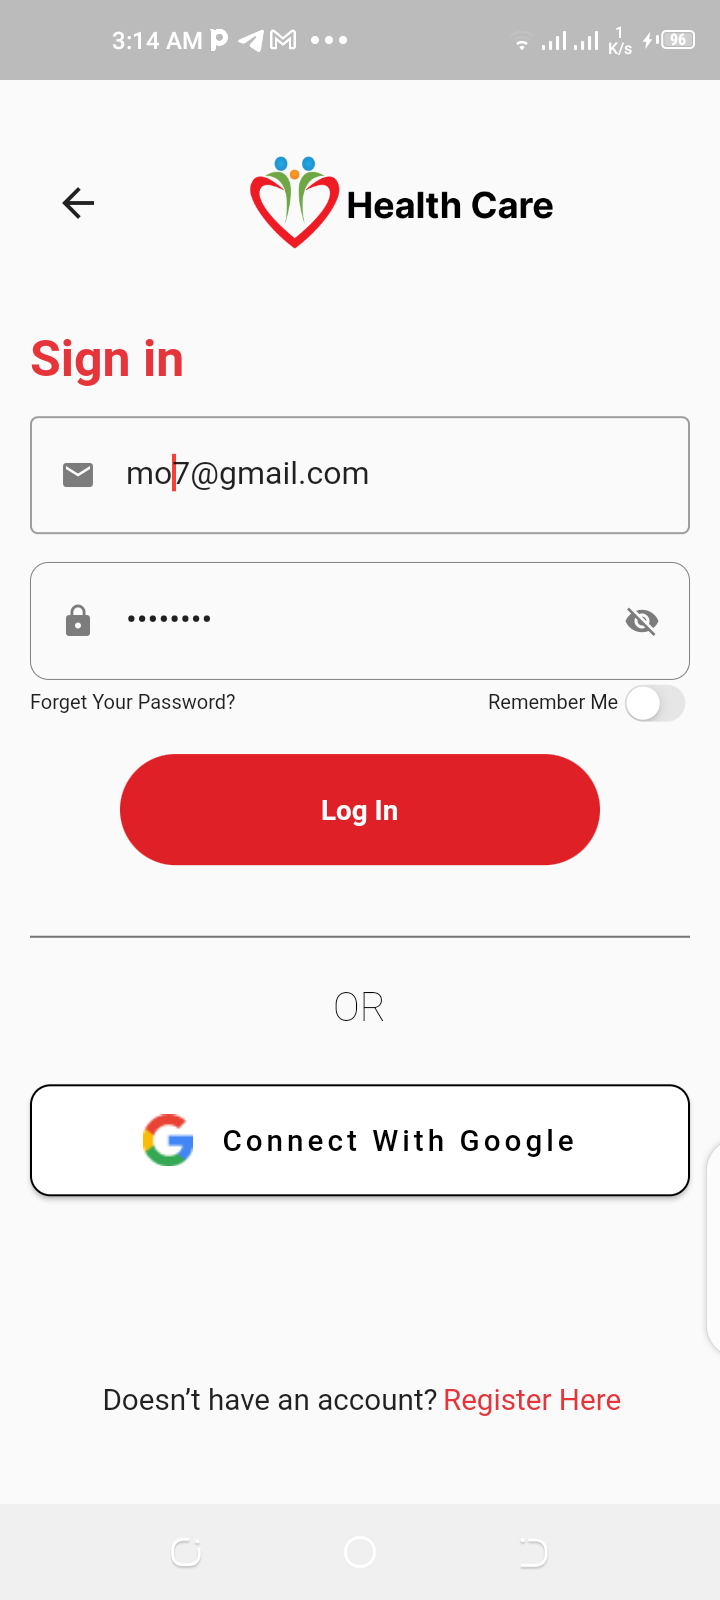 3:14 AM
1
K/s
96
Health Care
Sign in
mo7@gmail.com
••••••••
Forget Your Password?
Remember Me
Log In
OR
Connect With Google
Doesn’t have an account? Register Here